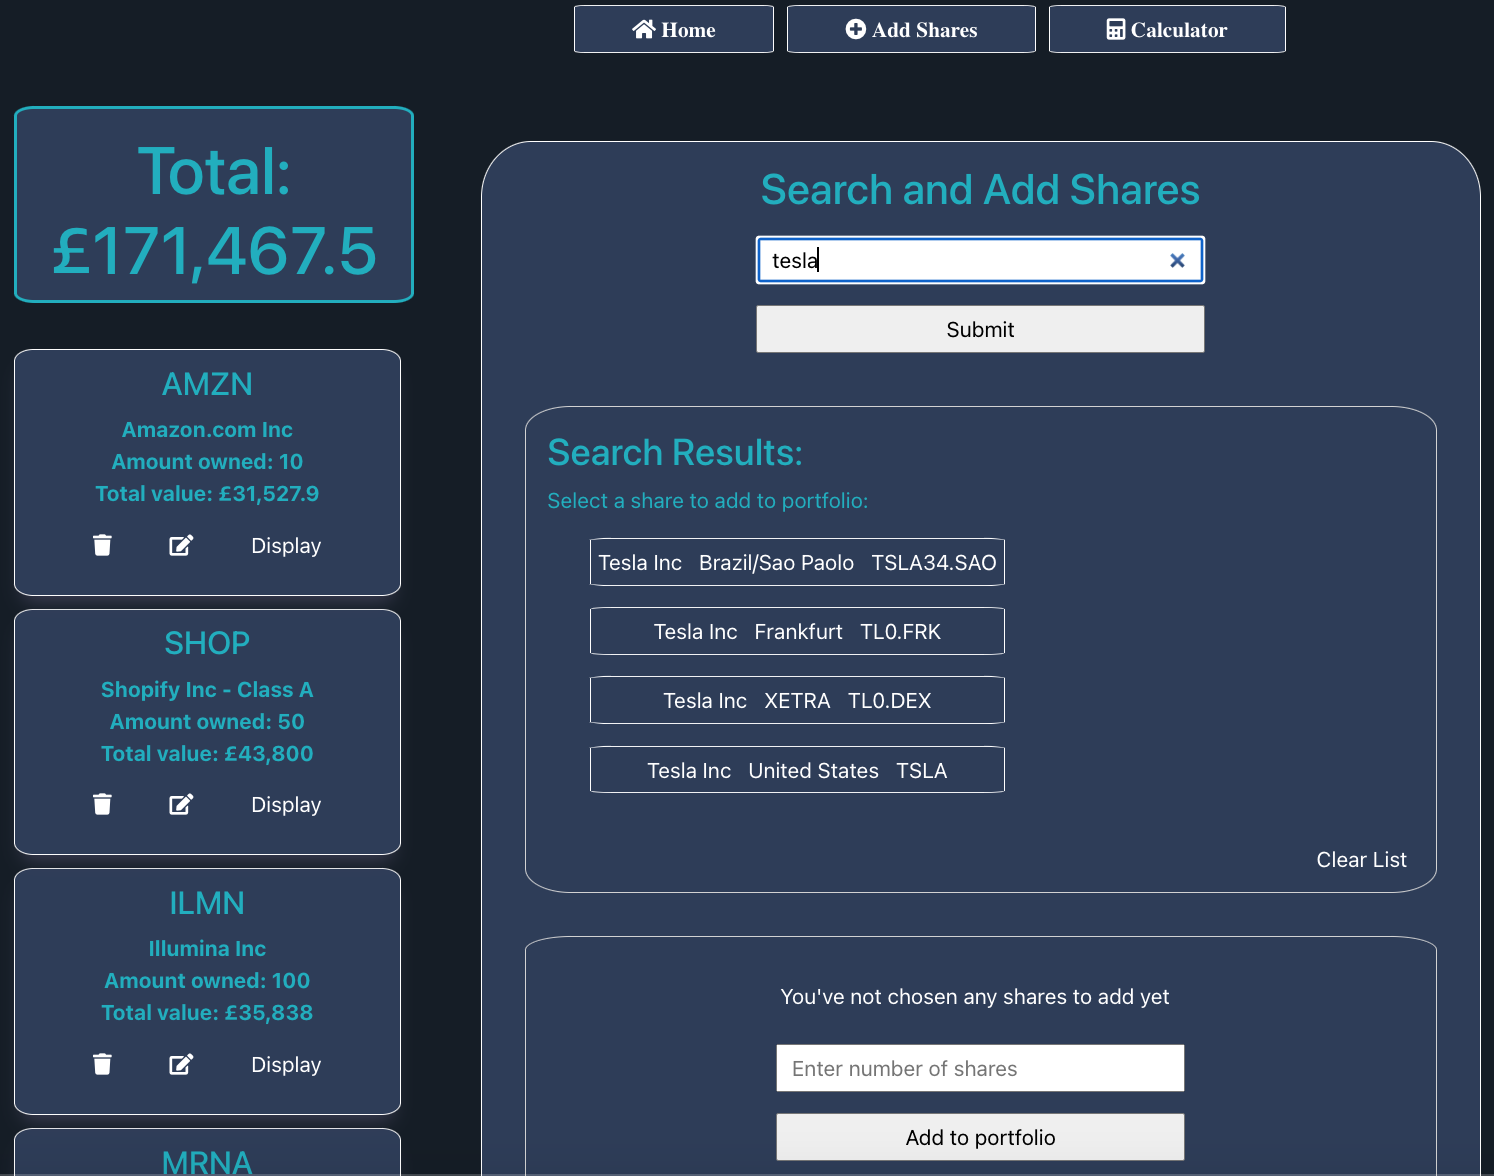 Home
Add Shares
Calculator
Total:
£171,467.5
AMZN
Amazon.com Inc
Amount owned: 10
Total value: £31,527.9
Display
SHOP
Shopify Inc - Class A
Amount owned: 50
Total value: £43,800
Display
ILMN
Illumina Inc
Amount owned: 100
Total value: £35,838
Display
MRNA
Search and Add Shares
tesla
Submit
Search Results:
Select a share to add to portfolio:
Tesla Inc Brazil/Sao Paolo TSLA34.SAO
Tesla Inc Frankfurt TL0.FRK
Tesla Inc XETRA TL0.DEX
Tesla Inc United States TSLA
Clear List
You've not chosen any shares to add yet
Enter number of shares
Add to portfolio